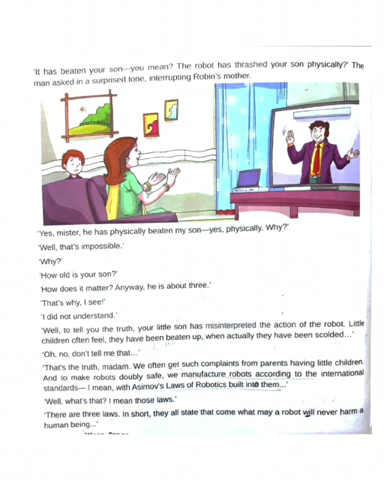 'It has beaten your son—you mean? The robot has thrashed your son physically?' The
man asked in a surprised tone, interrupting Robin's mother.
'Yes, mister, he has physically beaten my son—yes, physically. Why?'
'Well, that's impossible.'
'Why?'
'How old is your son?'
'How does it matter? Anyway, he is about three.'
'That's why, I see!'
'I did not understand.'
'Well, to tell you the truth, your little son has misinterpreted the action of the robot. Little
children often feel, they have been beaten up, when actually they have been scolded...'
'Oh, no, don't tell me that...'
'That's the truth, madam. We often get such complaints from parents having little children.
And to make robots doubly safe, we manufacture robots according to the international
standards— I mean, with Asimov's Laws of Robotics built into them...'
'Well, what's that? I mean those laws.'
'There are three laws. In short, they all state that come what may a robot will never harm a
human being...'